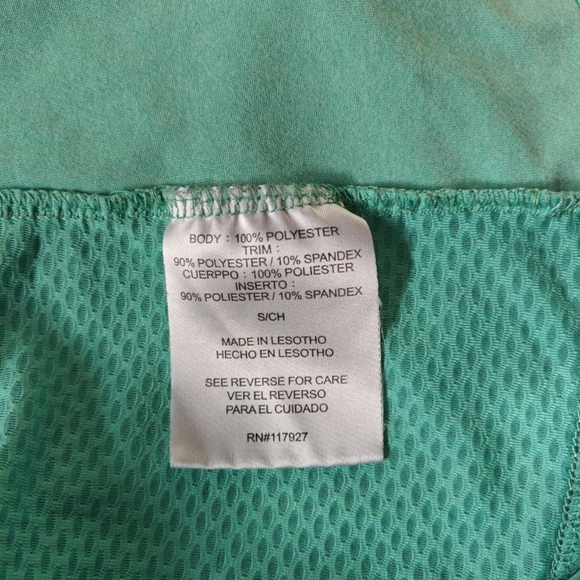 BODY : 100% POLYESTER
TRIM :
90% POLYESTER / 10% SPANDEX
CUERPPO : 100% POLIESTER
INSERTO :
90% POLIESTER / 10% SPANDEX
S/CH
MADE IN LESOTHO
HECHO EN LESOTHO
SEE REVERSE FOR CARE
VER EL REVERSO
PARA EL CUIDADO
RN#117927